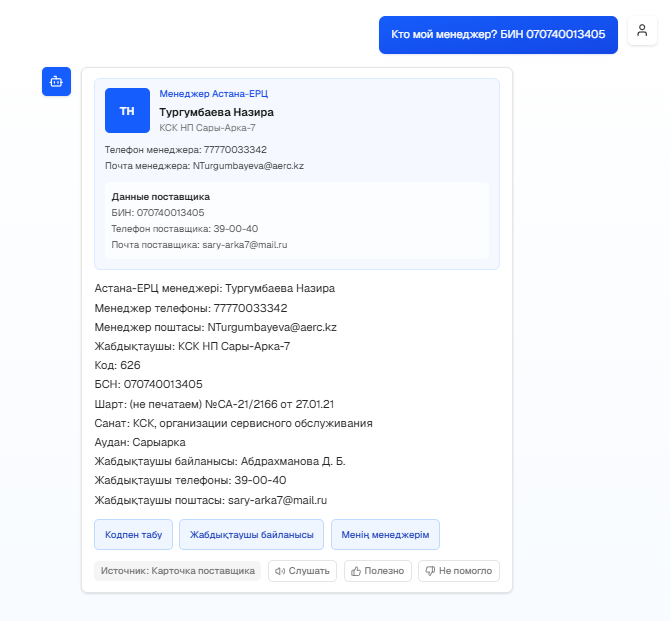 Кто мой менеджер? БИН 070740013405
ТН
Менеджер Астана-ЕРЦ
Тургумбаева Назира
КСК НП Сары-Арка-7
Телефон менеджера: 77770033342
Почта менеджера: NTurgumbayeva@aerc.kz
Данные поставщика
БИН: 070740013405
Телефон поставщика: 39-00-40
Почта поставщика: sary-arka7@mail.ru
Астана-ЕРЦ менеджері: Тургумбаева Назира
Менеджер телефоны: 77770033342
Менеджер поштасы: NTurgumbayeva@aerc.kz
Жабдықтаушы: КСК НП Сары-Арка-7
Код: 626
БСН: 070740013405
Шарт: (не печатаем) №СА-21/2166 от 27.01.21
Санат: КСК, организации сервисного обслуживания
Аудан: Сарыарка
Жабдықтаушы байланысы: Абдрахманова Д. Б.
Жабдықтаушы телефоны: 39-00-40
Жабдықтаушы поштасы: sary-arka7@mail.ru
Кодпен табу
Жабдықтаушы байланысы
Менің менеджерім
Источник: Карточка поставщика
Слушать
Полезно
Не помогло